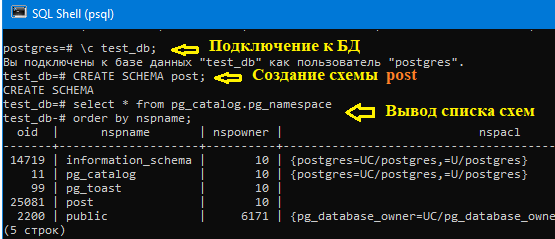 SQL Shell (psql)
postgres=# \c test_db; Подключение к БД
Вы подключены к базе данных "test_db" как пользователь "postgres".
test_db=# CREATE SCHEMA post; Создание схемы post
CREATE SCHEMA
test_db=# select * from pg_catalog.pg_namespace
test_db-# order by nspname; Вывод списка схем
oid | nspname | nspowner | nspacl
-------+--------------------+----------+---------------------------------------
14719 | information_schema | 10 | {postgres=UC/postgres,=U/postgres}
11 | pg_catalog | 10 | {postgres=UC/postgres,=U/postgres}
99 | pg_toast | 10 |
25081 | post | 10 |
2200 | public | 6171 | {pg_database_owner=UC/pg_database_owne
(5 строк)